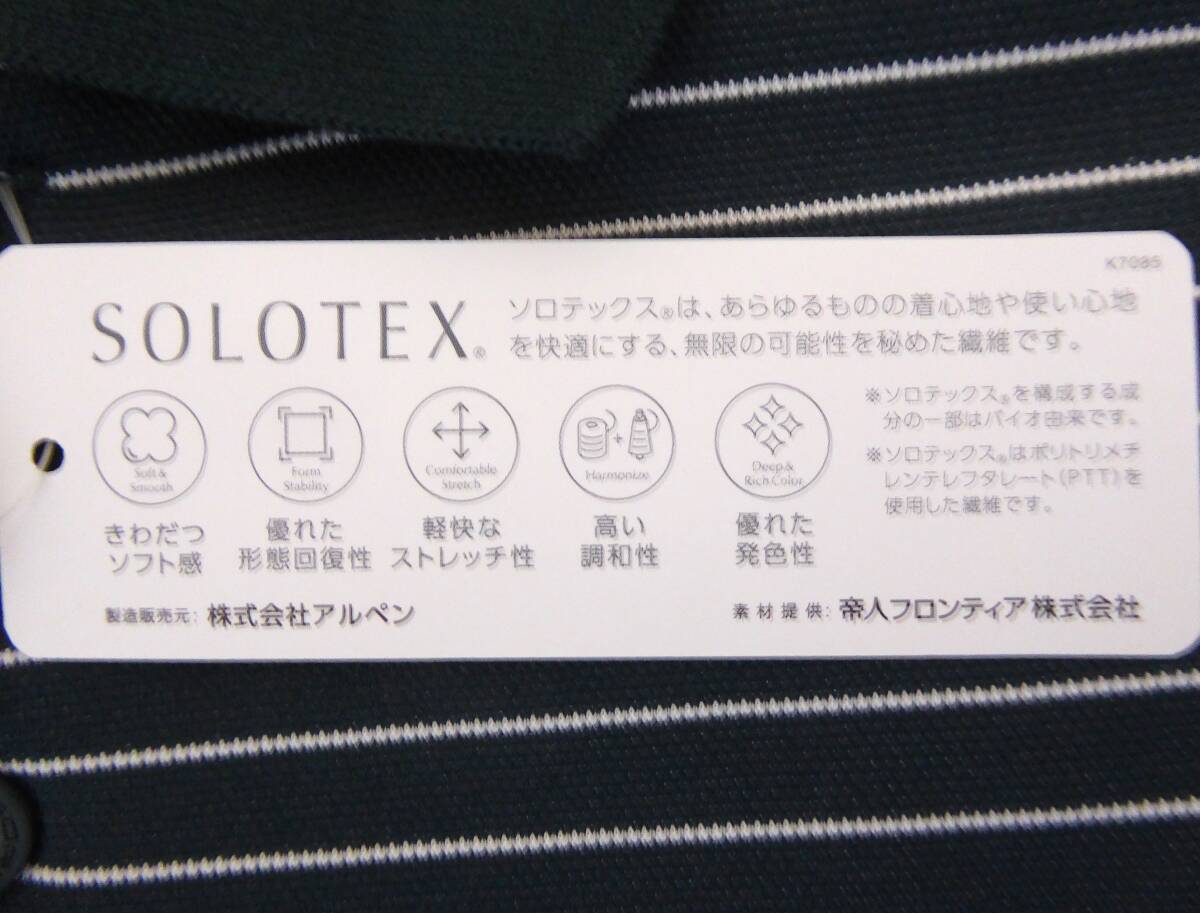 K7085
SOLOTEX®
ソロテックス®は、あらゆるものの着心地や使い心地
を快適にする、無限の可能性を秘めた繊維です。
Soft &
Smooth
きわだつ
ソフト感
Form
Stability
優れた
形態回復性
Comfortable
Stretch
軽快な
ストレッチ性
Harmonize
高い
調和性
Deep &
Rich Color
優れた
発色性
※ソロテックス®を構成する成
分の一部はバイオ由来です。
※ソロテックス®はポリトリメチ
レンテレフタレート(PTT)を
使用した繊維です。
製造販売元: 株式会社アルペン
素材提供: 帝人フロンティア株式会社